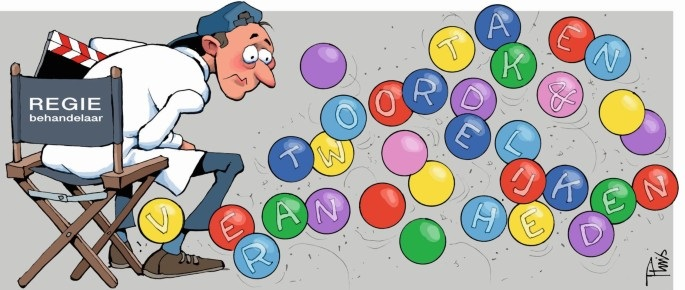 REGIE
behandelaar
TAKEN
&
VERANTWOORDELIJKHEDEN